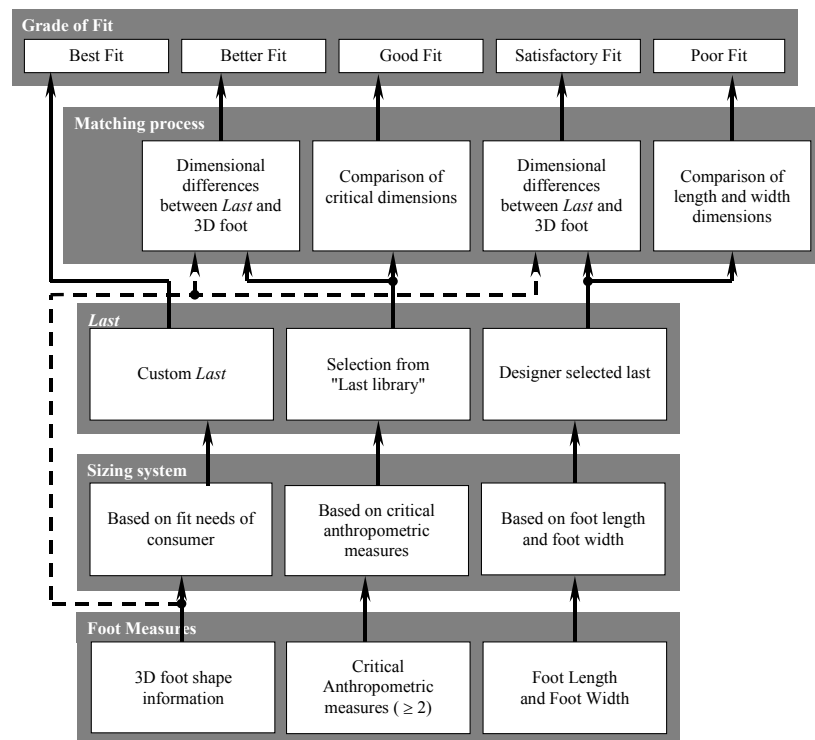 Grade of Fit
Best Fit
Better Fit
Good Fit
Satisfactory Fit
Poor Fit
Matching process
Dimensional
differences
between Last and
3D foot
Comparison of
critical dimensions
Dimensional
differences
between Last and
3D foot
Comparison of
length and width
dimensions
Last
Custom Last
Selection from
"Last library"
Designer selected last
Sizing system
Based on fit needs of
consumer
Based on critical
anthropometric
measures
Based on foot length
and foot width
Foot Measures
3D foot shape
information
Critical
Anthropometric
measures ( ≥ 2)
Foot Length
and Foot Width